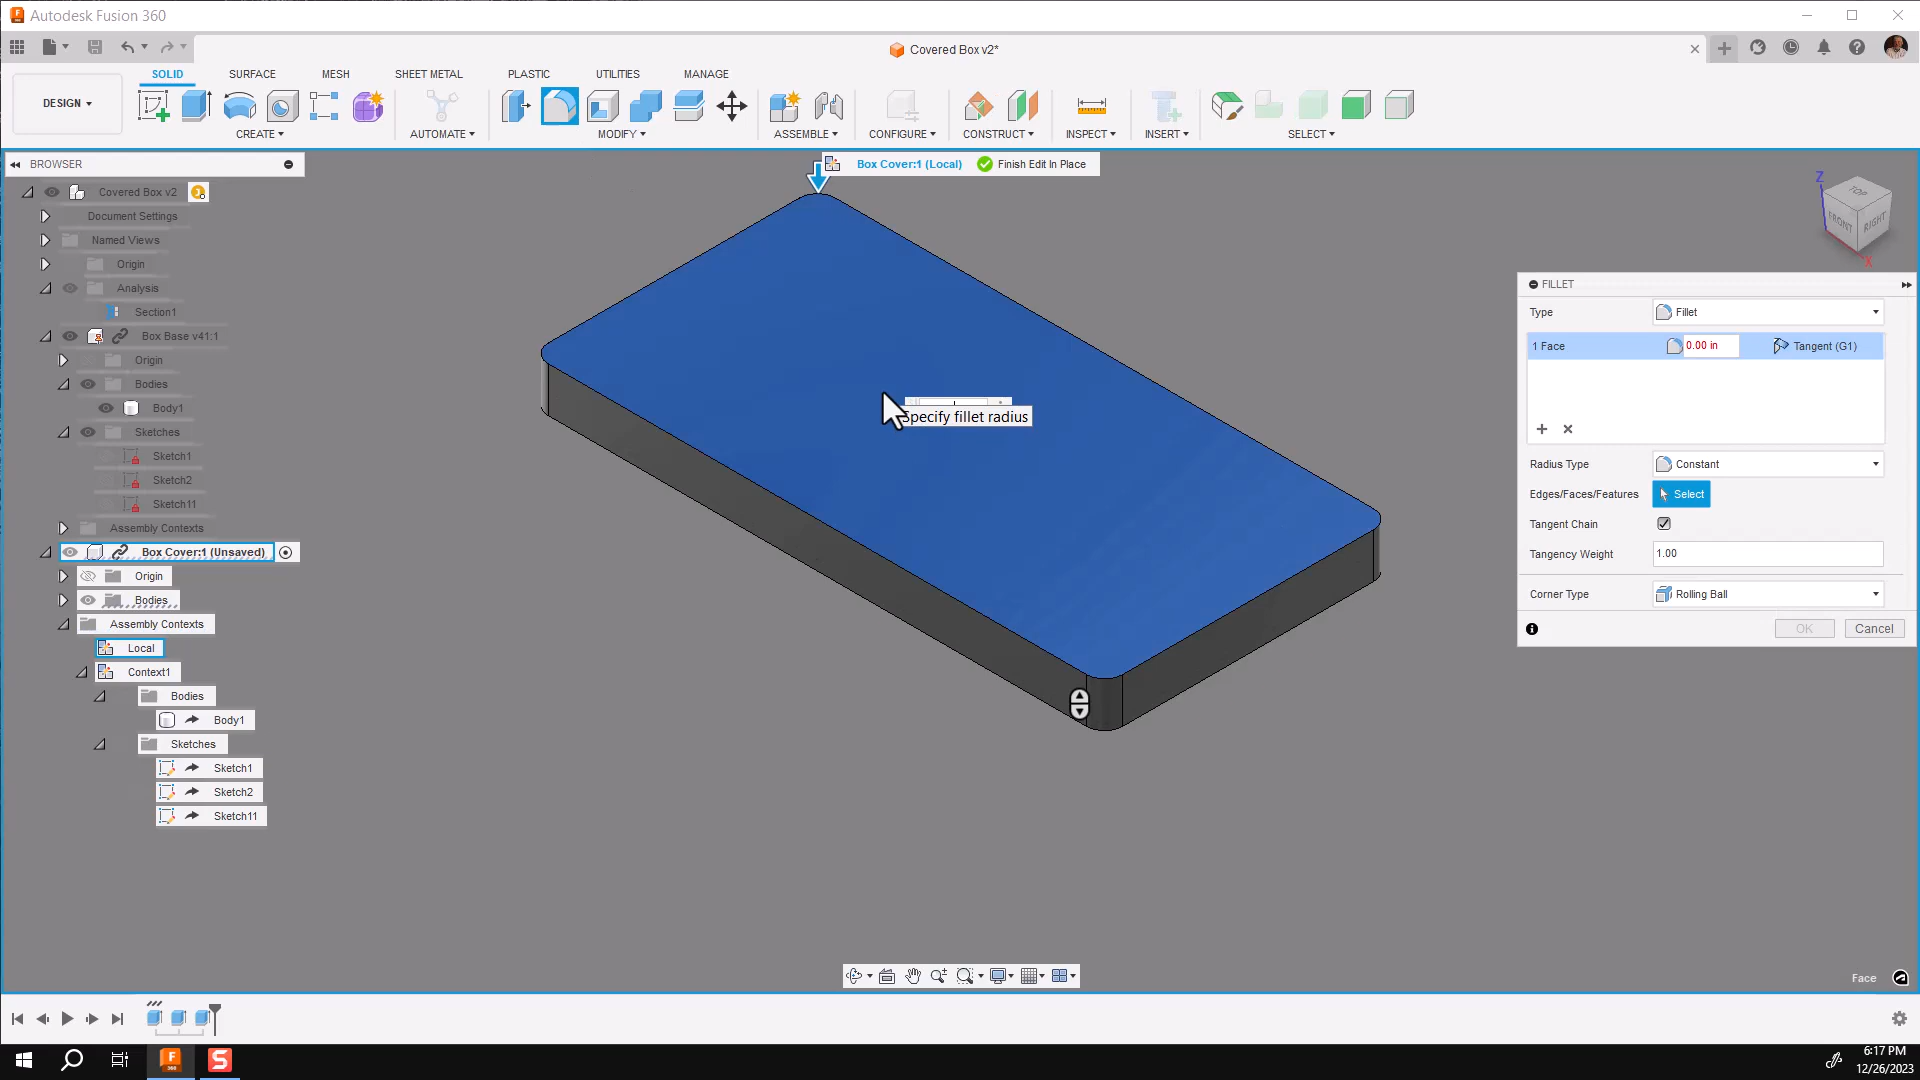 Autodesk Fusion 360
Covered Box v2*
DESIGN
SOLID SURFACE MESH SHEET METAL PLASTIC UTILITIES MANAGE
CREATE AUTOMATE MODIFY ASSEMBLE CONFIGURE CONSTRUCT INSPECT INSERT SELECT
BROWSER
Box Cover:1 (Local) Finish Edit In Place
Covered Box v2
Document Settings
Named Views
Origin
Analysis
Section1
Box Base v41:1
Origin
Bodies
Body1
Sketches
Sketch1
Sketch2
Sketch11
Assembly Contexts
Box Cover:1 (Unsaved)
Origin
Bodies
Assembly Contexts
Local
Context1
Bodies
Body1
Sketches
Sketch1
Sketch2
Sketch11
Specify fillet radius
Z
TOP
FRONT RIGHT
X
FILLET
Type Fillet
1 Face 0.00 in Tangent (G1)
Radius Type Constant
Edges/Faces/Features Select
Tangent Chain
Tangency Weight 1.00
Corner Type Rolling Ball
OK Cancel
Face
F
360
S
6:17 PM
12/26/2023